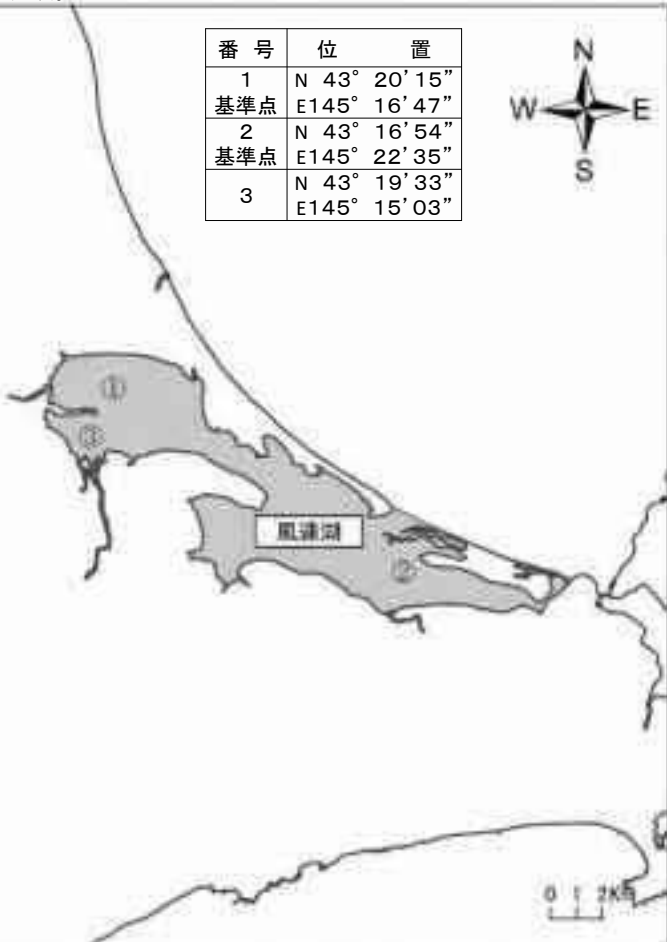 番 号 位 置
1 N 43° 20’15”
基準点 E145° 16’47”
2 N 43° 16’54”
基準点 E145° 22’35”
3 N 43° 19’33”
E145° 15’03”
N
W E
S
①
③
風蓮湖
②
0 1 2Km